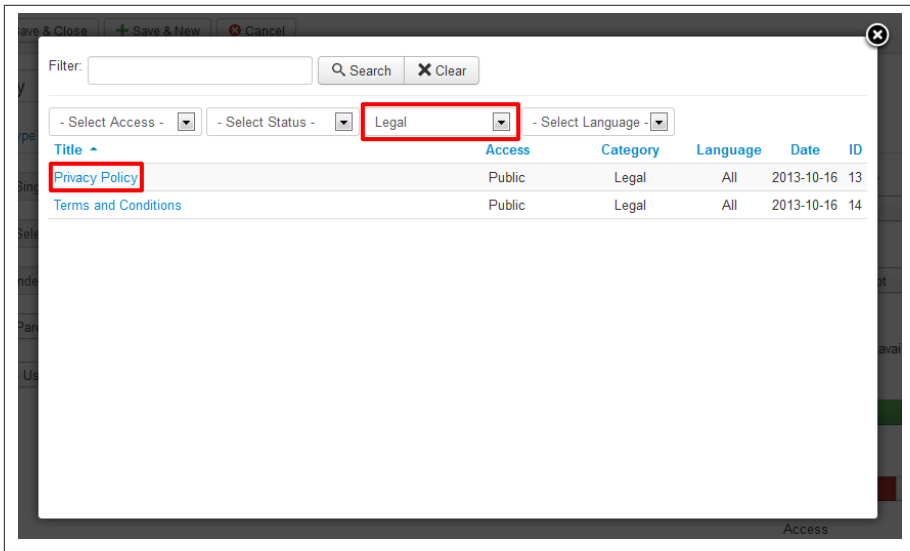 Save & Close + Save & New Cancel
Filter: Search Clear
- Select Access - - Select Status - Legal - Select Language -
Title Access Category Language Date ID
Privacy Policy Public Legal All 2013-10-16 13
Terms and Conditions Public Legal All 2013-10-16 14
Access